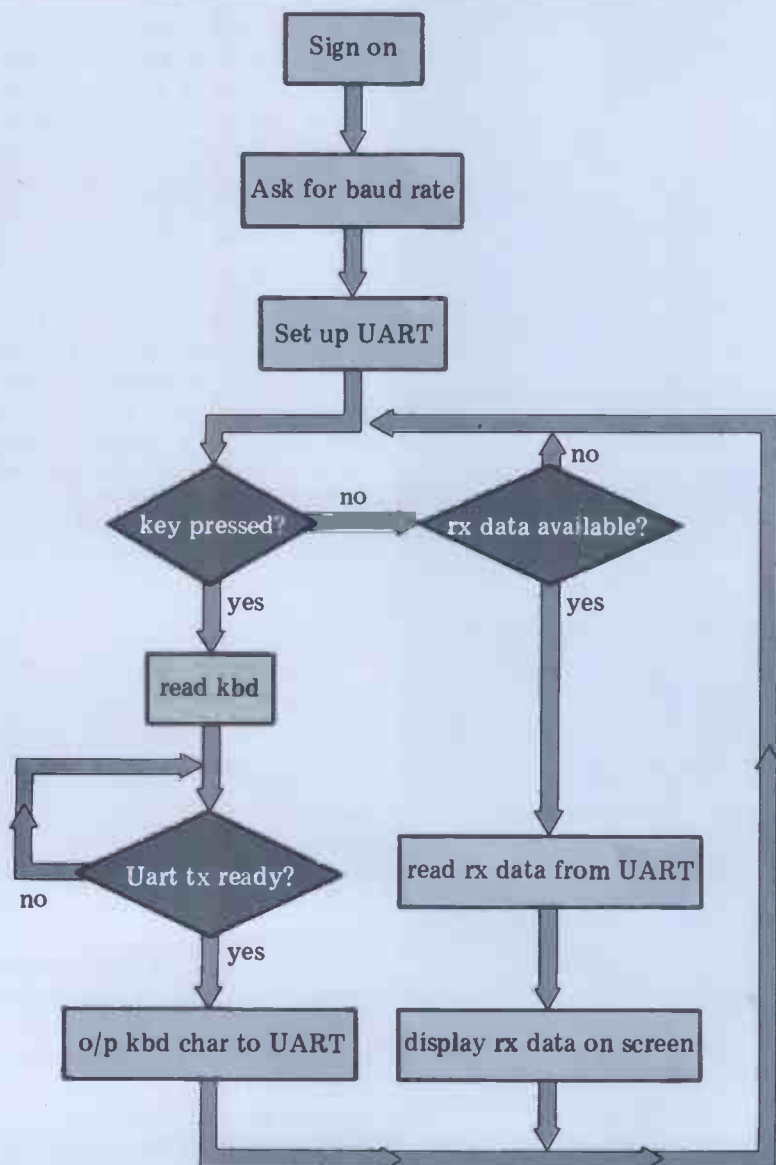 Sign on
Ask for baud rate
Set up UART
key pressed?
no
rx data available?
no
yes
yes
read kbd
Uart tx ready?
no
yes
read rx data from UART
o/p kbd char to UART
display rx data on screen